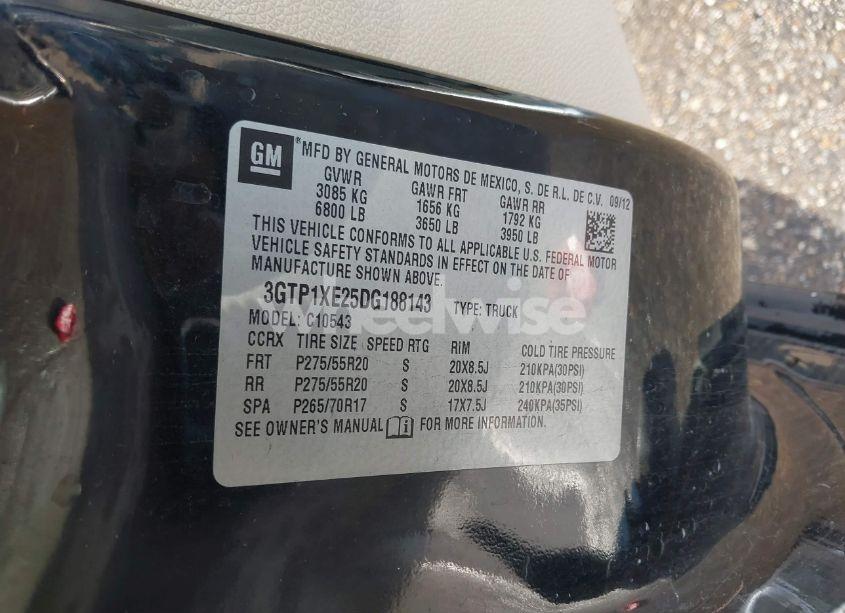 GM ® MFD BY GENERAL MOTORS DE MEXICO, S. DE R.L. DE C.V. 09/12
GVWR GAWR FRT GAWR RR
3085 KG 1656 KG 1792 KG
6800 LB 3650 LB 3950 LB
THIS VEHICLE CONFORMS TO ALL APPLICABLE U.S. FEDERAL MOTOR
VEHICLE SAFETY STANDARDS IN EFFECT ON THE DATE OF
MANUFACTURE SHOWN ABOVE.
3GTP1XE25DG188143 TYPE: TRUCK
MODEL: C10543
wheelwise
CCRX TIRE SIZE SPEED RTG RIM COLD TIRE PRESSURE
FRT P275/55R20 S 20X8.5J 210KPA(30PSI)
RR P275/55R20 S 20X8.5J 210KPA(30PSI)
SPA P265/70R17 S 17X7.5J 240KPA(35PSI)
SEE OWNER'S MANUAL FOR MORE INFORMATION.